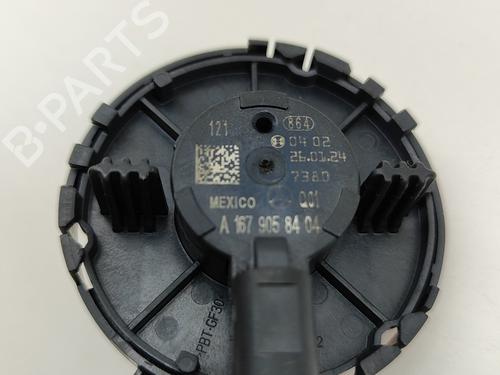 B-PARTS
121
864
04 02
26.01.24
7380
MEXICO
Q01
A 167 905 84 04
PBT-GF30